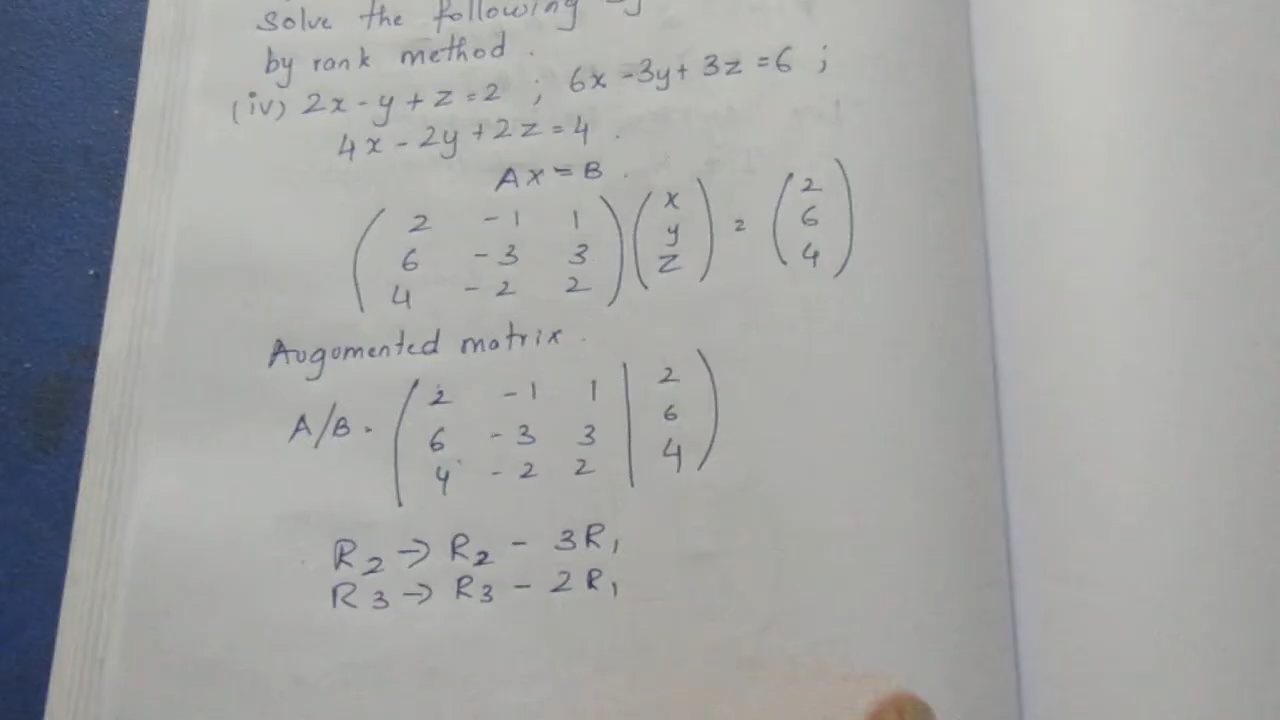 Solve the following
by rank method.
(iv) 2x - y + z = 2 ; 6x - 3y + 3z = 6 ;
4x - 2y + 2z = 4 .
AX = B .
( 2 -1 1 ) ( x ) = ( 2 )
( 6 -3 3 ) ( y ) ( 6 )
( 4 -2 2 ) ( z ) ( 4 )
Augomented matrix .
A/B = ( 2 -1 1 | 2 )
( 6 -3 3 | 6 )
( 4 -2 2 | 4 )
R2 → R2 - 3R1
R3 → R3 - 2R1